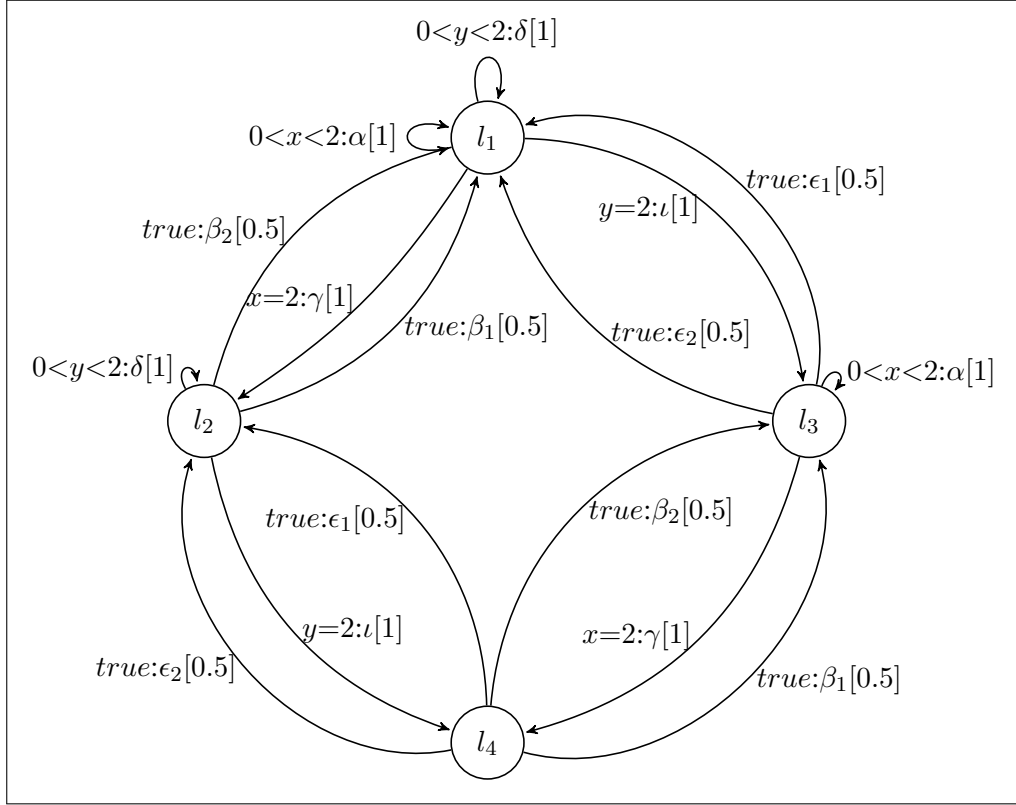 0<y<2:δ[1]
0<x<2:α[1]
l₁
true:ϵ₁[0.5]
y=2:ι[1]
true:β₂[0.5]
x=2:γ[1]
true:β₁[0.5]
true:ϵ₂[0.5]
0<y<2:δ[1]
0<x<2:α[1]
l₂
l₃
true:ϵ₁[0.5]
true:β₂[0.5]
y=2:ι[1]
x=2:γ[1]
true:ϵ₂[0.5]
true:β₁[0.5]
l₄